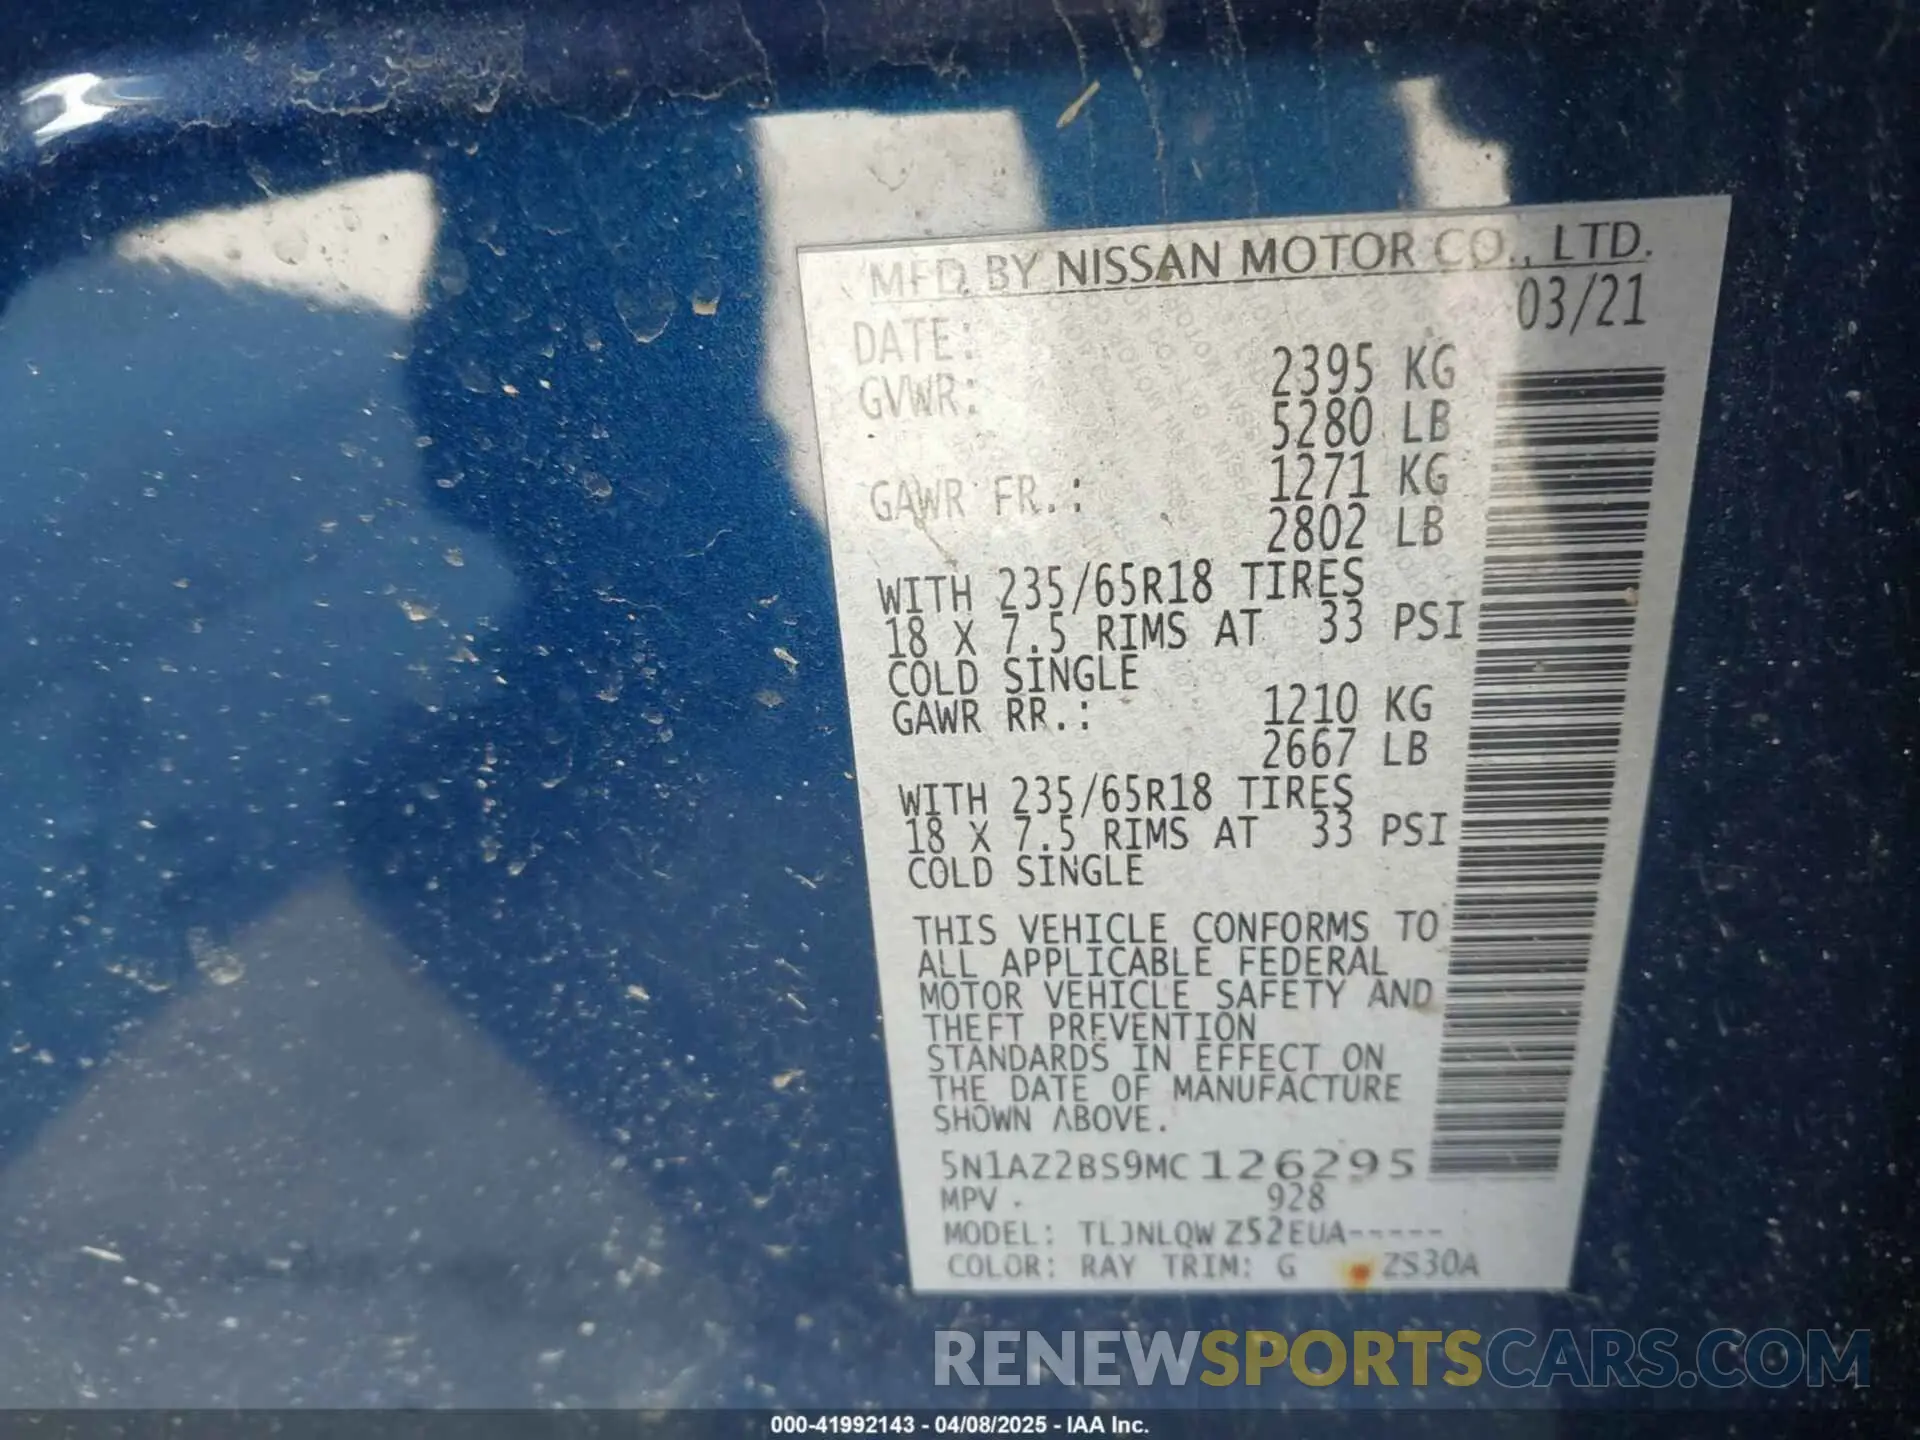 MFD. BY NISSAN MOTOR CO., LTD.
DATE: 03/21
GVWR: 2395 KG
5280 LB
GAWR FR.: 1271 KG
2802 LB
WITH 235/65R18 TIRES
18 X 7.5 RIMS AT 33 PSI
COLD SINGLE
GAWR RR.: 1210 KG
2667 LB
WITH 235/65R18 TIRES
18 X 7.5 RIMS AT 33 PSI
COLD SINGLE
THIS VEHICLE CONFORMS TO
ALL APPLICABLE FEDERAL
MOTOR VEHICLE SAFETY AND
THEFT PREVENTION
STANDARDS IN EFFECT ON
THE DATE OF MANUFACTURE
SHOWN ABOVE.
5N1AZ2BS9MC126295
MPV 928
MODEL: TLJNLQW Z52EUA-----
COLOR: RAY TRIM: G ZS30A
RENEWSPORTSCARS.COM
000-41992143 - 04/08/2025 - IAA Inc.